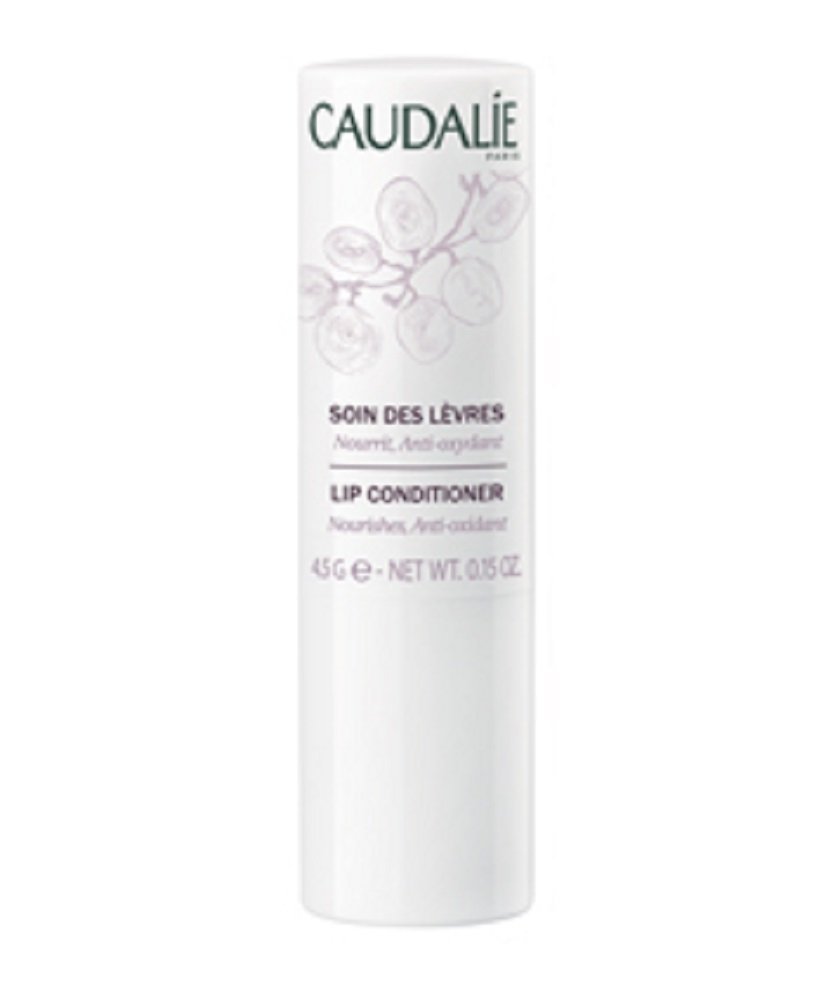 CAUDALÍE
PARIS
SOIN DES LÈVRES
Nourrit, Anti-oxydant
LIP CONDITIONER
Nourishes, Anti-oxidant
4.5 G e - NET WT. 0.15 OZ.